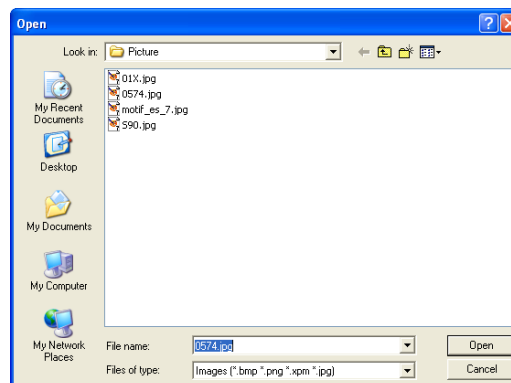 Open
Look in: Picture
01X.jpg
0574.jpg
motif_es_7.jpg
S90.jpg
My Recent
Documents
Desktop
My Documents
My Computer
My Network
Places
File name: 0574.jpg Open
Files of type: Images (*.bmp *.png *.xpm *.jpg) Cancel